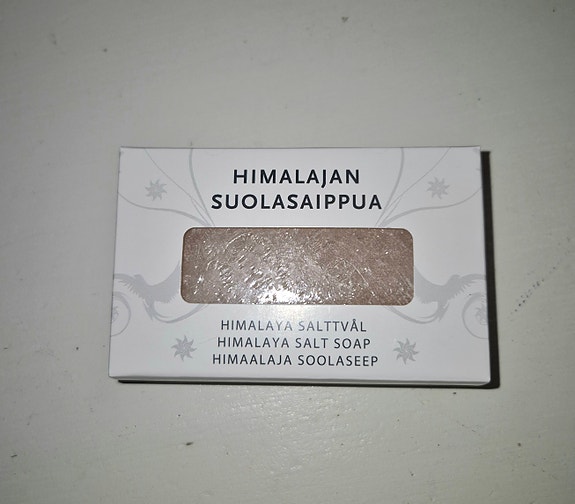 HIMALAJAN
SUOLASAIPPUA
HIMALAYA SALTTVÅL
HIMALAYA SALT SOAP
HIMAALAJA SOOLASEEP